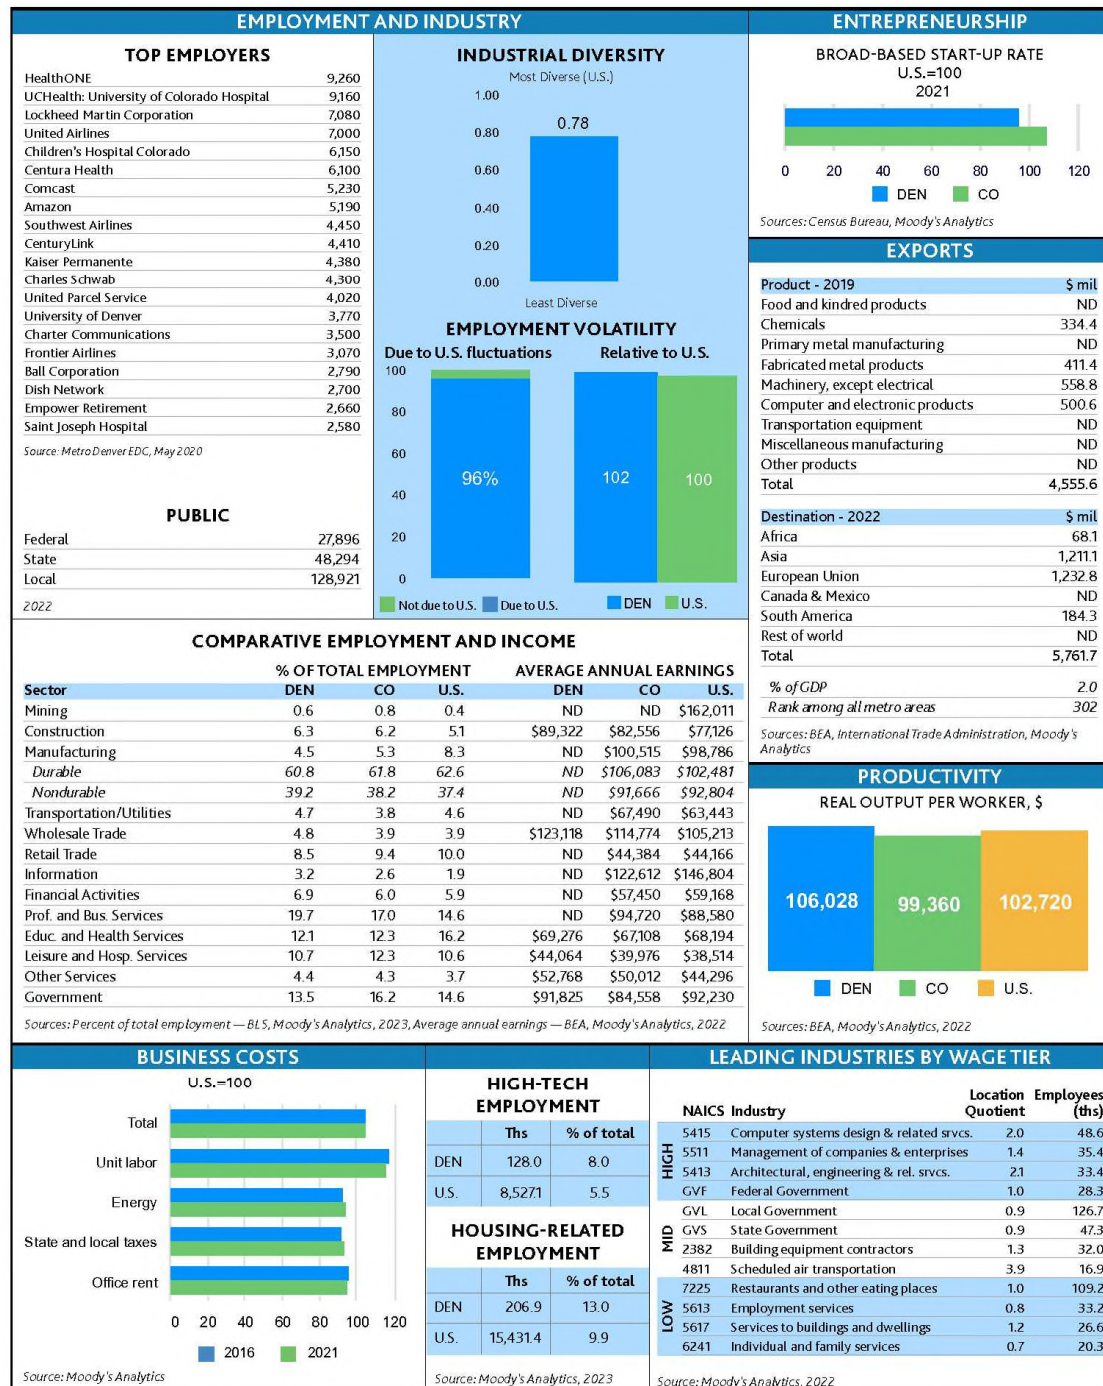 EMPLOYMENT AND INDUSTRY
TOP EMPLOYERS
HealthONE 9,260
UCHealth: University of Colorado Hospital 9,160
Lockheed Martin Corporation 7,080
United Airlines 7,000
Children's Hospital Colorado 6,150
Centura Health 6,100
Comcast 5,230
Amazon 5,190
Southwest Airlines 4,450
CenturyLink 4,410
Kaiser Permanente 4,380
Charles Schwab 4,300
United Parcel Service 4,020
University of Denver 3,770
Charter Communications 3,500
Frontier Airlines 3,070
Ball Corporation 2,790
Dish Network 2,700
Empower Retirement 2,660
Saint Joseph Hospital 2,580
Source: Metro Denver EDC, May 2020
PUBLIC
Federal 27,896
State 48,294
Local 128,921
2022
INDUSTRIAL DIVERSITY
Most Diverse (U.S.)
1.00
0.80
0.60
0.40
0.20
0.00
0.78
Least Diverse
EMPLOYMENT VOLATILITY
Due to U.S. fluctuations Relative to U.S.
100
80
60
40
20
0
96%
102
100
Not due to U.S. Due to U.S. DEN U.S.
ENTREPRENEURSHIP
BROAD-BASED START-UP RATE
U.S.=100
2021
0 20 40 60 80 100 120
DEN CO
Sources: Census Bureau, Moody's Analytics
EXPORTS
Product - 2019 $ mil
Food and kindred products ND
Chemicals 334.4
Primary metal manufacturing ND
Fabricated metal products 411.4
Machinery, except electrical 558.8
Computer and electronic products 500.6
Transportation equipment ND
Miscellaneous manufacturing ND
Other products ND
Total 4,555.6
Destination - 2022 $ mil
Africa 68.1
Asia 1,211.1
European Union 1,232.8
Canada & Mexico ND
South America 184.3
Rest of world ND
Total 5,761.7
% of GDP 2.0
Rank among all metro areas 302
Sources: BEA, International Trade Administration, Moody's
Analytics
COMPARATIVE EMPLOYMENT AND INCOME
% OF TOTAL EMPLOYMENT AVERAGE ANNUAL EARNINGS
Sector DEN CO U.S. DEN CO U.S.
Mining 0.6 0.8 0.4 ND ND $162,011
Construction 6.3 6.2 5.1 $89,322 $82,556 $77,126
Manufacturing 4.5 5.3 8.3 ND $100,515 $98,786
Durable 60.8 61.8 62.6 ND $106,083 $102,481
Nondurable 39.2 38.2 37.4 ND $91,666 $92,804
Transportation/Utilities 4.7 3.8 4.6 ND $67,490 $63,443
Wholesale Trade 4.8 3.9 3.9 $123,118 $114,774 $105,213
Retail Trade 8.5 9.4 10.0 ND $44,384 $44,166
Information 3.2 2.6 1.9 ND $122,612 $146,804
Financial Activities 6.9 6.0 5.9 ND $57,450 $59,168
Prof. and Bus. Services 19.7 17.0 14.6 ND $94,720 $88,580
Educ. and Health Services 12.1 12.3 16.2 $69,276 $67,108 $68,194
Leisure and Hosp. Services 10.7 12.3 10.6 $44,064 $39,976 $38,514
Other Services 4.4 4.3 3.7 $52,768 $50,012 $44,296
Government 13.5 16.2 14.6 $91,825 $84,558 $92,230
Sources: Percent of total employment — BLS, Moody's Analytics, 2023, Average annual earnings — BEA, Moody's Analytics, 2022
PRODUCTIVITY
REAL OUTPUT PER WORKER, $
106,028 99,360 102,720
DEN CO U.S.
Sources: BEA, Moody's Analytics, 2022
BUSINESS COSTS
U.S.=100
Total
Unit labor
Energy
State and local taxes
Office rent
0 20 40 60 80 100 120
2016 2021
Source: Moody's Analytics
HIGH-TECH
EMPLOYMENT
Ths % of total
DEN 128.0 8.0
U.S. 8,527.1 5.5
HOUSING-RELATED
EMPLOYMENT
Ths % of total
DEN 206.9 13.0
U.S. 15,431.4 9.9
Source: Moody's Analytics, 2023
LEADING INDUSTRIES BY WAGE TIER
Location Employees
NAICS Industry Quotient (ths)
HIGH
5415 Computer systems design & related srvcs. 2.0 48.6
5511 Management of companies & enterprises 1.4 35.4
5413 Architectural, engineering & rel. srvcs. 2.1 33.4
GVF Federal Government 1.0 28.3
MID
GVL Local Government 0.9 126.7
GVS State Government 0.9 47.3
2382 Building equipment contractors 1.3 32.0
4811 Scheduled air transportation 3.9 16.9
LOW
7225 Restaurants and other eating places 1.0 109.2
5613 Employment services 0.8 33.2
5617 Services to buildings and dwellings 1.2 26.6
6241 Individual and family services 0.7 20.3
Source: Moody's Analytics, 2022